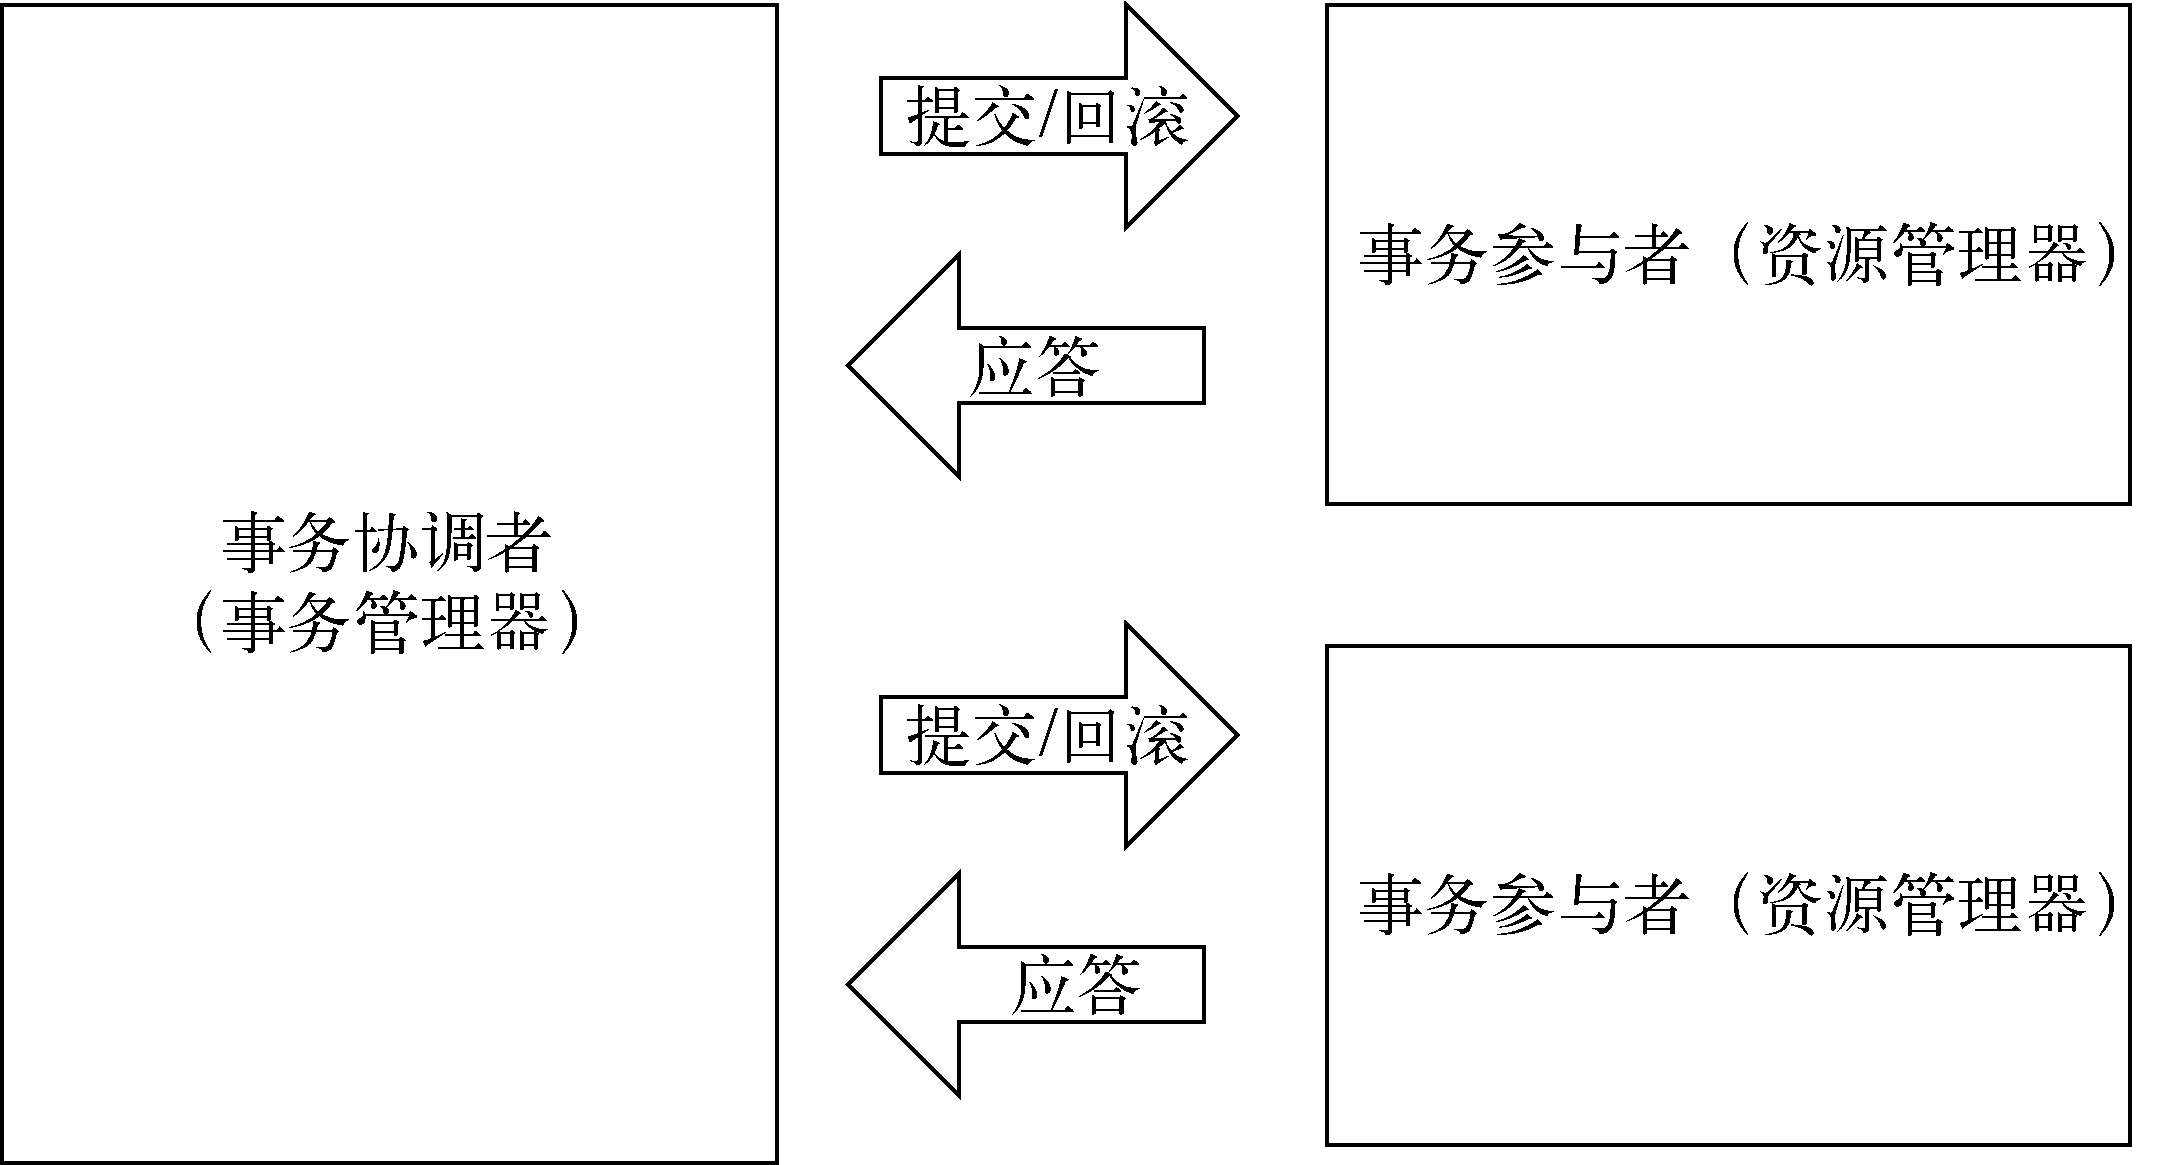 提交/回滚
事务参与者（资源管理器）
应答
事务协调者
（事务管理器）
提交/回滚
事务参与者（资源管理器）
应答